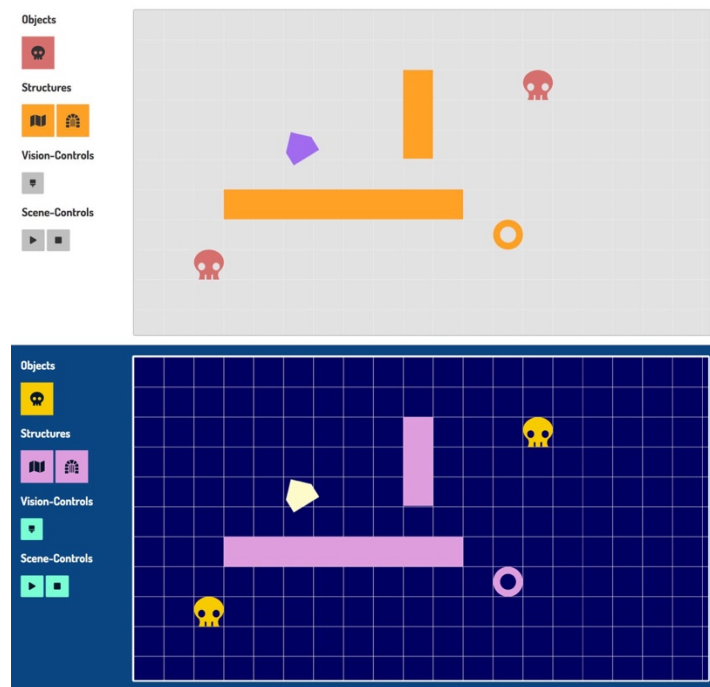 Objects
Structures
Vision-Controls
Scene-Controls
Objects
Structures
Vision-Controls
Scene-Controls